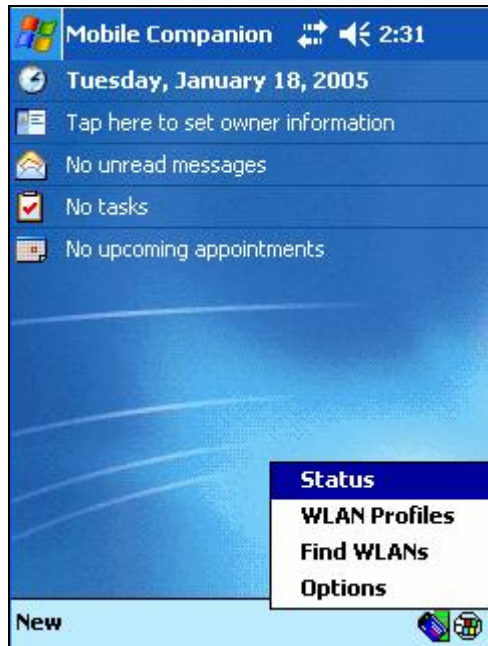 Mobile Companion 2:31
Tuesday, January 18, 2005
Tap here to set owner information
No unread messages
No tasks
No upcoming appointments
Status
WLAN Profiles
Find WLANs
Options
New